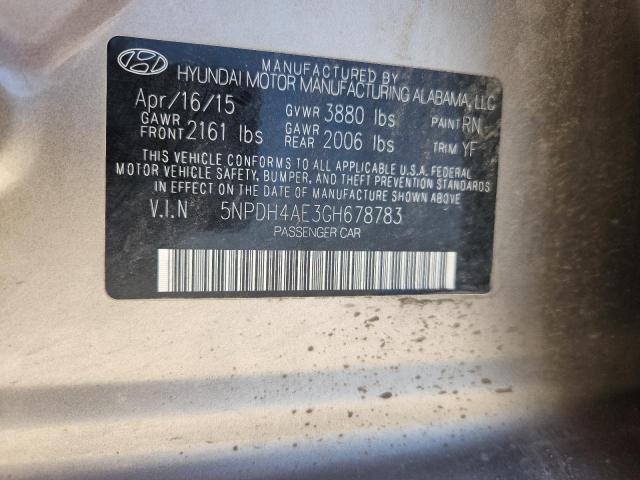 MANUFACTURED BY
HYUNDAI MOTOR MANUFACTURING ALABAMA, LLC
Apr/16/15 GVWR 3880 lbs PAINT RN
GAWR FRONT 2161 lbs GAWR REAR 2006 lbs TRIM YF
THIS VEHICLE CONFORMS TO ALL APPLICABLE U.S.A. FEDERAL
MOTOR VEHICLE SAFETY, BUMPER, AND THEFT PREVENTION STANDARDS
IN EFFECT ON THE DATE OF MANUFACTURE SHOWN ABOVE
V.I.N 5NPDH4AE3GH678783
PASSENGER CAR